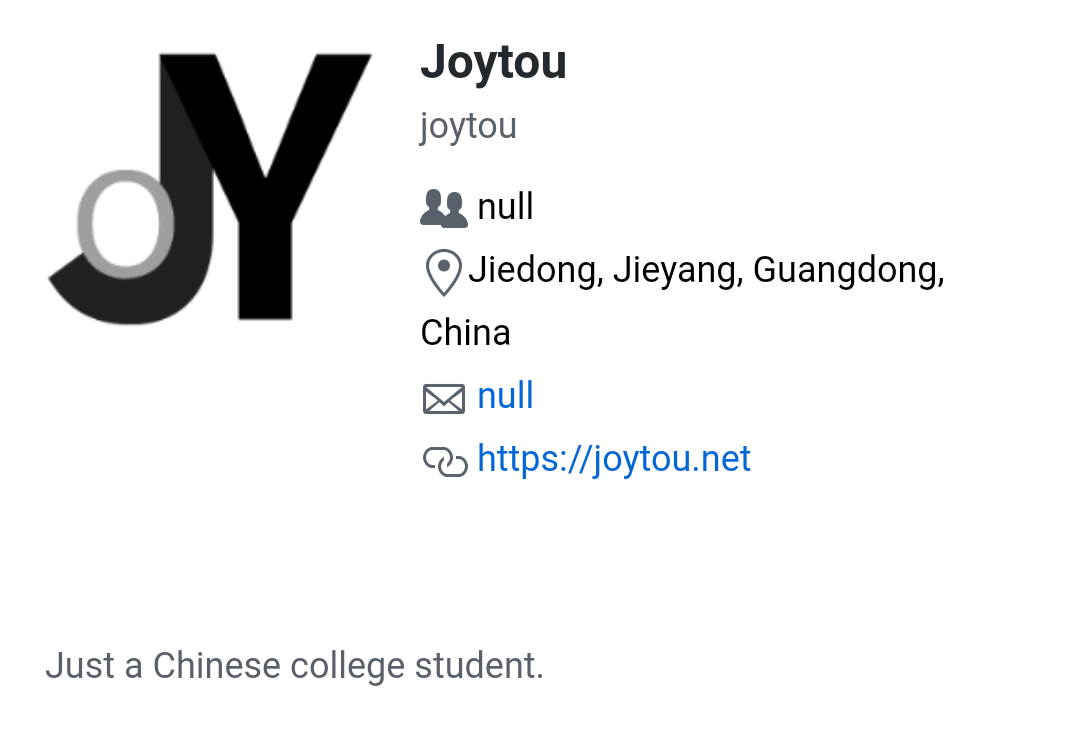 JoY
Joytou
joytou
null
Jiedong, Jieyang, Guangdong,
China
null
https://joytou.net
Just a Chinese college student.